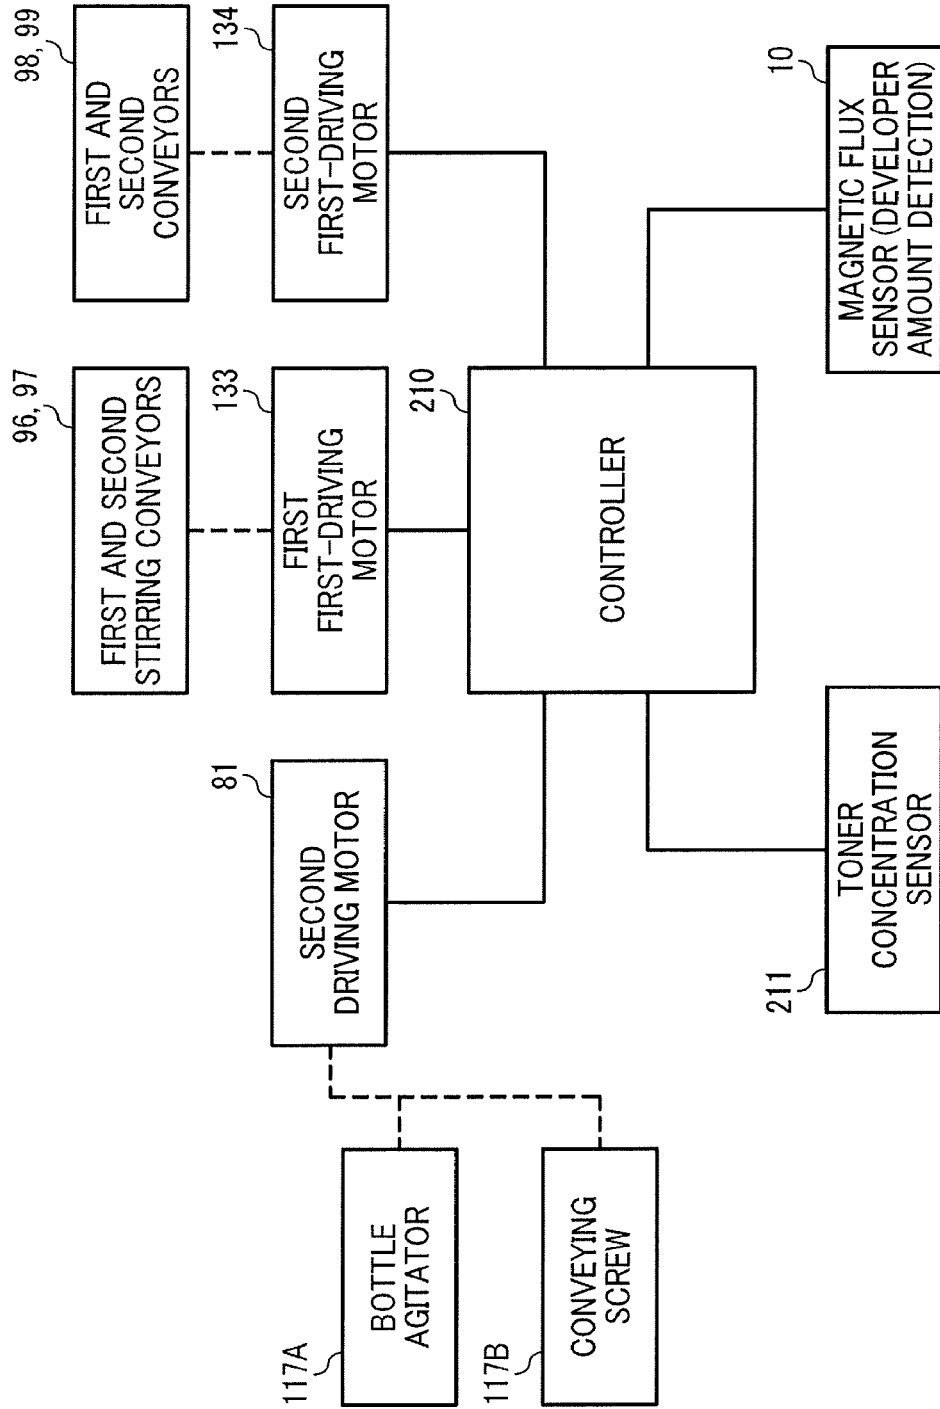 117A
BOTTLE
AGITATOR
117B
CONVEYING
SCREW
81
SECOND
DRIVING MOTOR
96, 97
FIRST AND SECOND
STIRRING CONVEYORS
133
FIRST
FIRST-DRIVING
MOTOR
98, 99
FIRST AND
SECOND
CONVEYORS
134
SECOND
FIRST-DRIVING
MOTOR
210
CONTROLLER
211
TONER
CONCENTRATION
SENSOR
10
MAGNETIC FLUX
SENSOR (DEVELOPER
AMOUNT DETECTION)